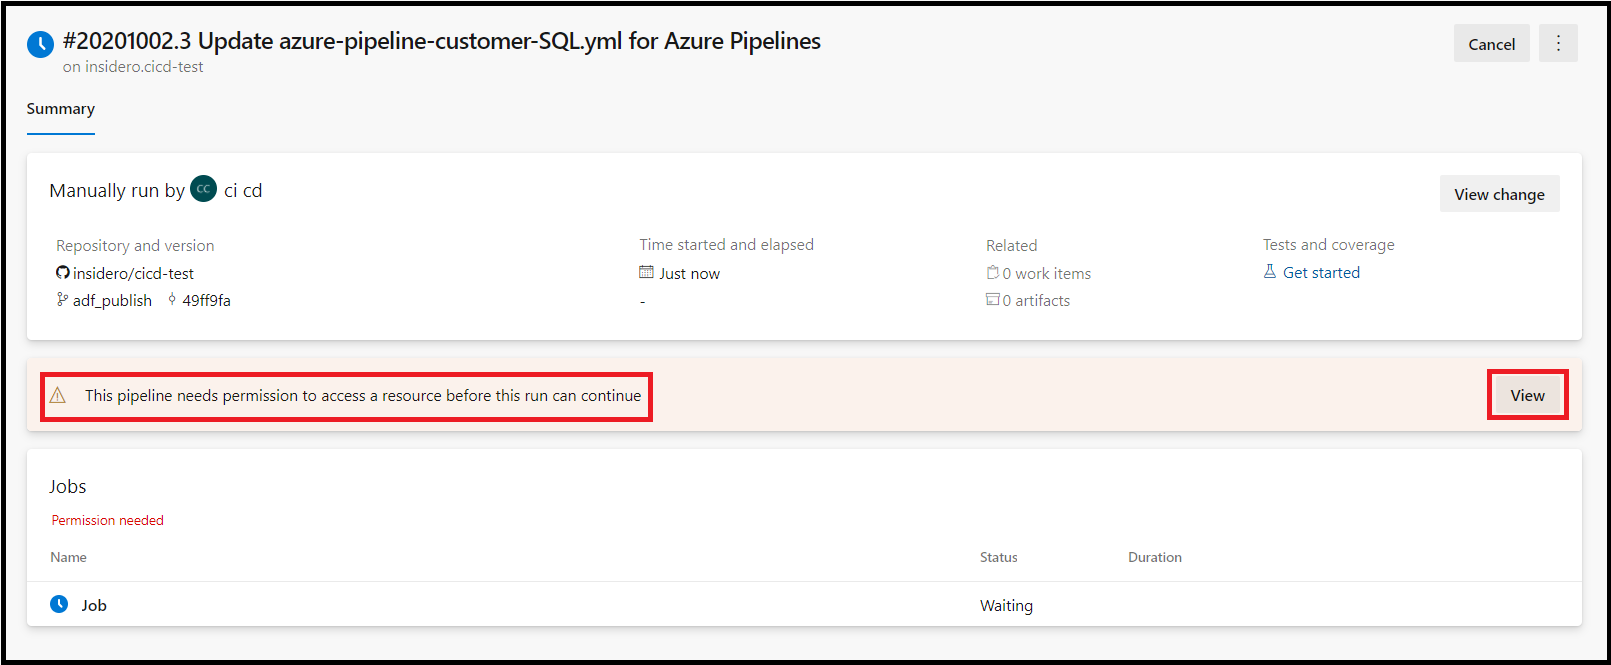 #20201002.3 Update azure-pipeline-customer-SQL.yml for Azure Pipelines
on insidero.cicd-test
Cancel
Summary
Manually run by CC ci cd
View change
Repository and version
insidero/cicd-test
adf_publish 49ff9fa
Time started and elapsed
Just now
-
Related
0 work items
0 artifacts
Tests and coverage
Get started
This pipeline needs permission to access a resource before this run can continue
View
Jobs
Permission needed
Name Status Duration
Job Waiting